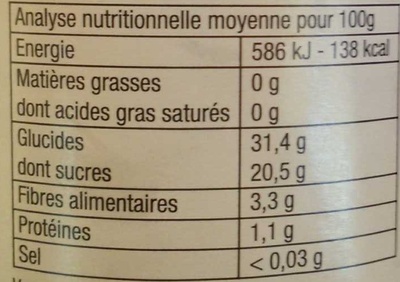 Analyse nutritionnelle moyenne pour 100g
Energie 586 kJ - 138 kcal
Matières grasses 0 g
dont acides gras saturés 0 g
Glucides 31,4 g
dont sucres 20,5 g
Fibres alimentaires 3,3 g
Protéines 1,1 g
Sel < 0,03 g